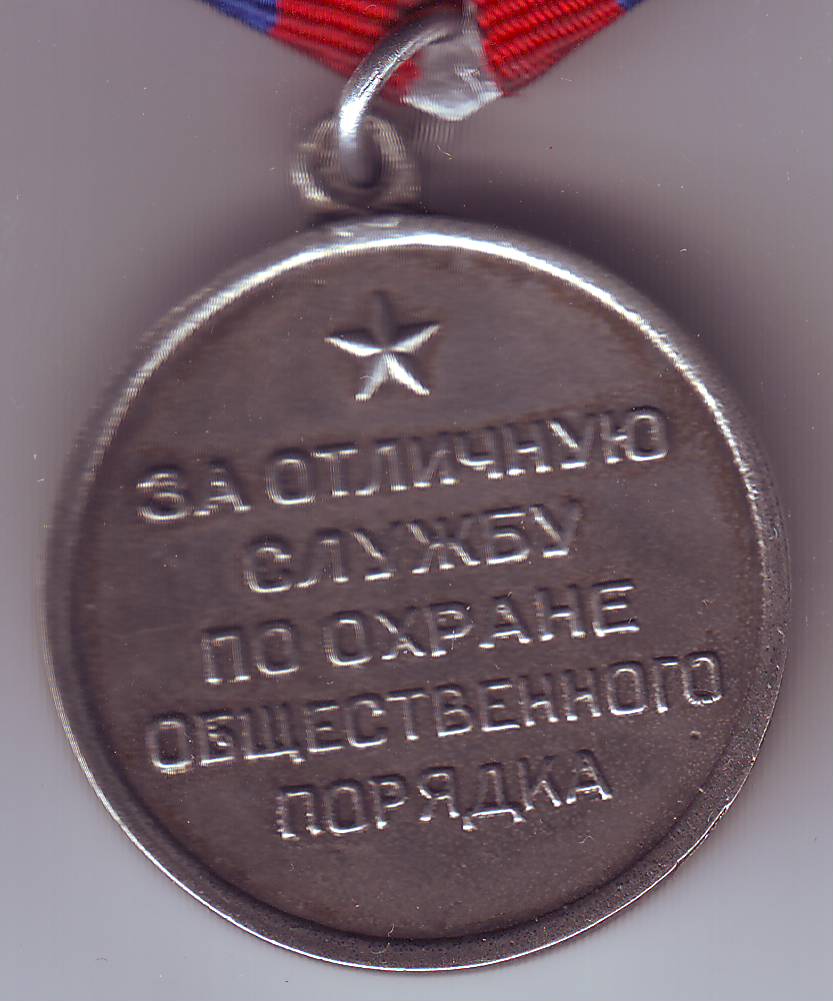 ЗА ОТЛИЧНУЮ
СЛУЖБУ
ПО ОХРАНЕ
ОБЩЕСТВЕННОГО
ПОРЯДКА